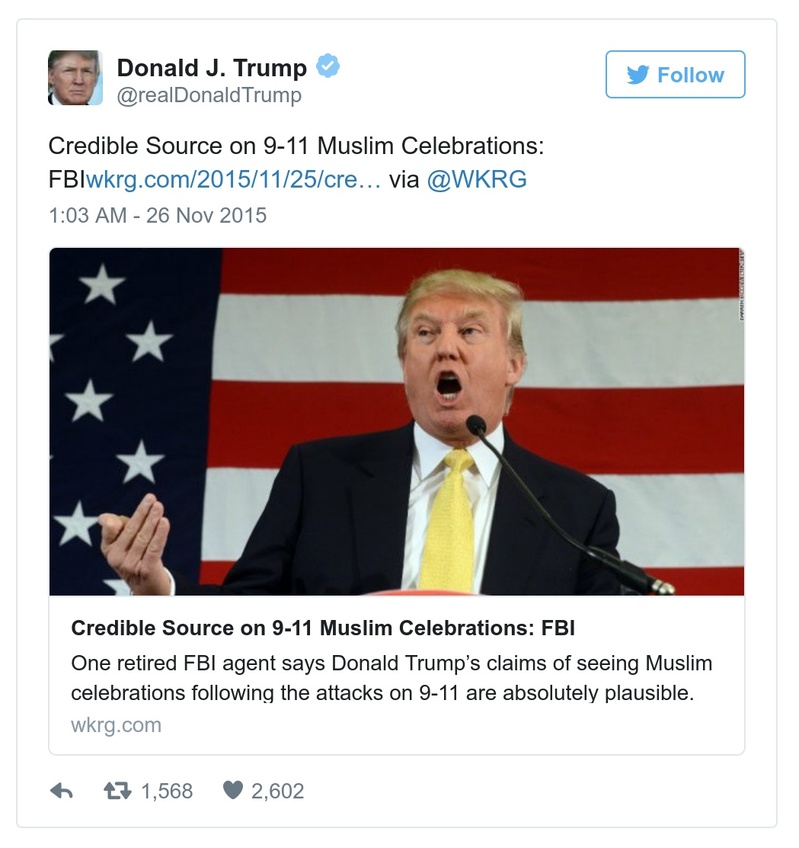 Donald J. Trump
@realDonaldTrump
Follow
Credible Source on 9-11 Muslim Celebrations:
FBIwkrg.com/2015/11/25/cre… via @WKRG
1:03 AM - 26 Nov 2015
Credible Source on 9-11 Muslim Celebrations: FBI
One retired FBI agent says Donald Trump’s claims of seeing Muslim
celebrations following the attacks on 9-11 are absolutely plausible.
wkrg.com
1,568 2,602